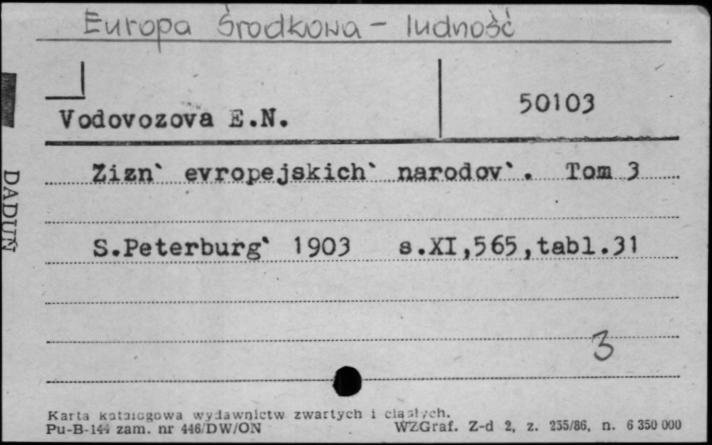 Europa Środkowa - ludność
50103
Vodovozova E.N.
Zizn` evropejskich` narodov`. Tom 3
S.Peterburg` 1903 s.XI,565,tabl.31
3
DADUŃ
Karta katalogowa wydawnictw zwartych i ciągłych.
Pu-B-144 zam. nr 446/DW/ON WZGraf. Z-d 2, z. 235/86, n. 6 350 000